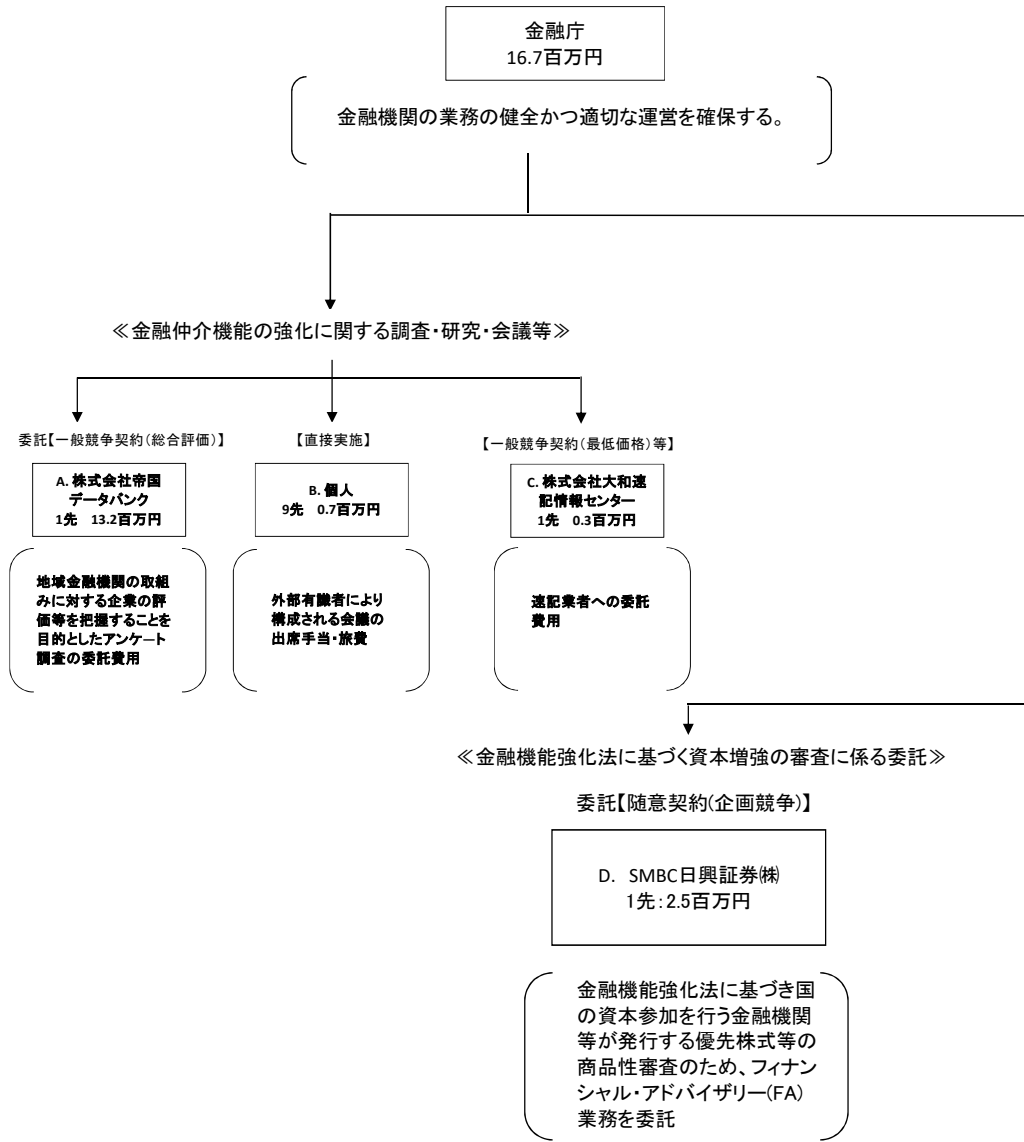 金融庁
16.7百万円
金融機関の業務の健全かつ適切な運営を確保する。
≪金融仲介機能の強化に関する調査・研究・会議等≫
委託【一般競争契約(総合評価)】
A. 株式会社帝国
データバンク
1先 13.2百万円
地域金融機関の取組
みに対する企業の評
価等を把握することを
目的としたアンケート
調査の委託費用
【直接実施】
B. 個人
9先 0.7百万円
外部有識者により
構成される会議の
出席手当・旅費
【一般競争契約(最低価格)等】
C. 株式会社大和速
記情報センター
1先 0.3百万円
速記業者への委託
費用
≪金融機能強化法に基づく資本増強の審査に係る委託≫
委託【随意契約(企画競争)】
D. SMBC日興証券㈱
1先:2.5百万円
金融機能強化法に基づき国
の資本参加を行う金融機関
等が発行する優先株式等の
商品性審査のため、フィナン
シャル・アドバイザリー(FA)
業務を委託